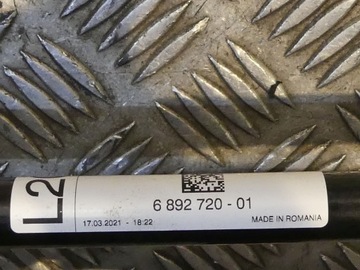 L2
6 892 720 - 01
17.03.2021 - 18:22
MADE IN ROMANIA